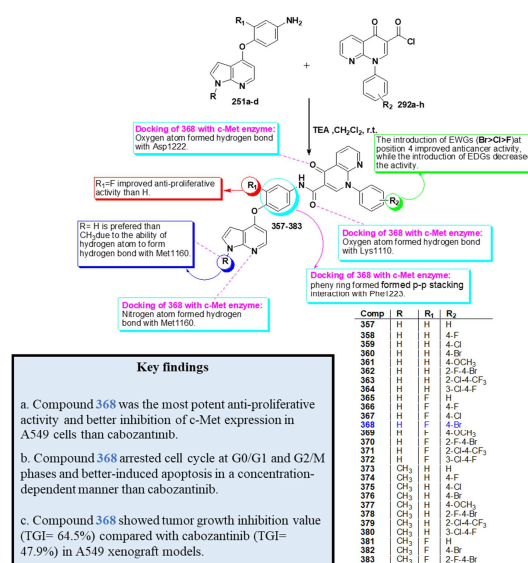 R₁
NH₂
O
N
N
R
251a-d
+
O
O
Cl
N
N
R₂
292a-h
TEA ,CH₂Cl₂, r.t.
Docking of 368 with c-Met enzyme:
Oxygen atom formed hydrogen bond
with Asp1222.
The introduction of EWGs (Br>Cl>F)at
position 4 improved anticancer activity,
while the introduction of EDGs decreased
the activity.
R₁=F improved anti-proliferative
activity than H.
R₁
H
N
O
O
N
N
R₂
O
357-383
N
N
R
R= H is prefered than
CH₃due to the ability of
hydrogen atom to form
hydrogen bond with Met1160.
Docking of 368 with c-Met enzyme:
Oxygen atom formed hydrogen bond
with Lys1110.
Docking of 368 with c-Met enzyme:
pheny ring formed formed p-p stacking
interaction with Phe1223.
Docking of 368 with c-Met enzyme:
Nitrogen atom formed hydrogen
bond with Met1160.
Key findings
a. Compound 368 was the most potent anti-proliferative
activity and better inhibition of c-Met expression in
A549 cells than cabozantinib.
b. Compound 368 arrested cell cycle at G0/G1 and G2/M
phases and better-induced apoptosis in a concentration-
dependent manner than cabozantinib.
c. Compound 368 showed tumor growth inhibition value
(TGI= 64.5%) compared with cabozantinib (TGI=
47.9%) in A549 xenograft models.
Comp R R₁ R₂
357 H H H
358 H H 4-F
359 H H 4-Cl
360 H H 4-Br
361 H H 4-OCH₃
362 H H 2-F-4-Br
363 H H 2-Cl-4-CF₃
364 H H 3-Cl-4-F
365 H F H
366 H F 4-F
367 H F 4-Cl
368 H F 4-Br
369 H F 4-OCH₃
370 H F 2-F-4-Br
371 H F 2-Cl-4-CF₃
372 H F 3-Cl-4-F
373 CH₃ H H
374 CH₃ H 4-F
375 CH₃ H 4-Cl
376 CH₃ H 4-Br
377 CH₃ H 4-OCH₃
378 CH₃ H 2-F-4-Br
379 CH₃ H 2-Cl-4-CF₃
380 CH₃ H 3-Cl-4-F
381 CH₃ F H
382 CH₃ F 4-Br
383 CH₃ F 2-F-4-Br